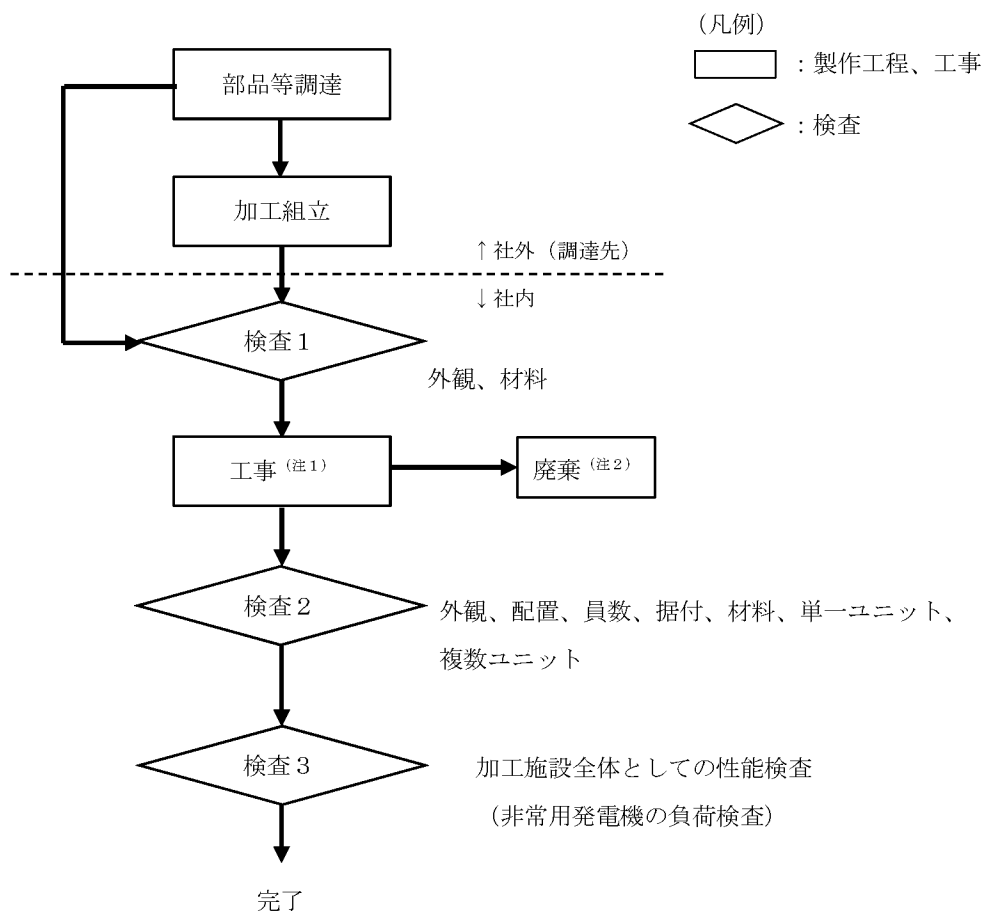 (凡例)
：製作工程、工事
：検査
部品等調達
加工組立
↑社外（調達先）
↓社内
検査１
外観、材料
工事（注１）
廃棄（注２）
検査２
外観、配置、員数、据付、材料、単一ユニット、
複数ユニット
検査３
加工施設全体としての性能検査
（非常用発電機の負荷検査）
完了